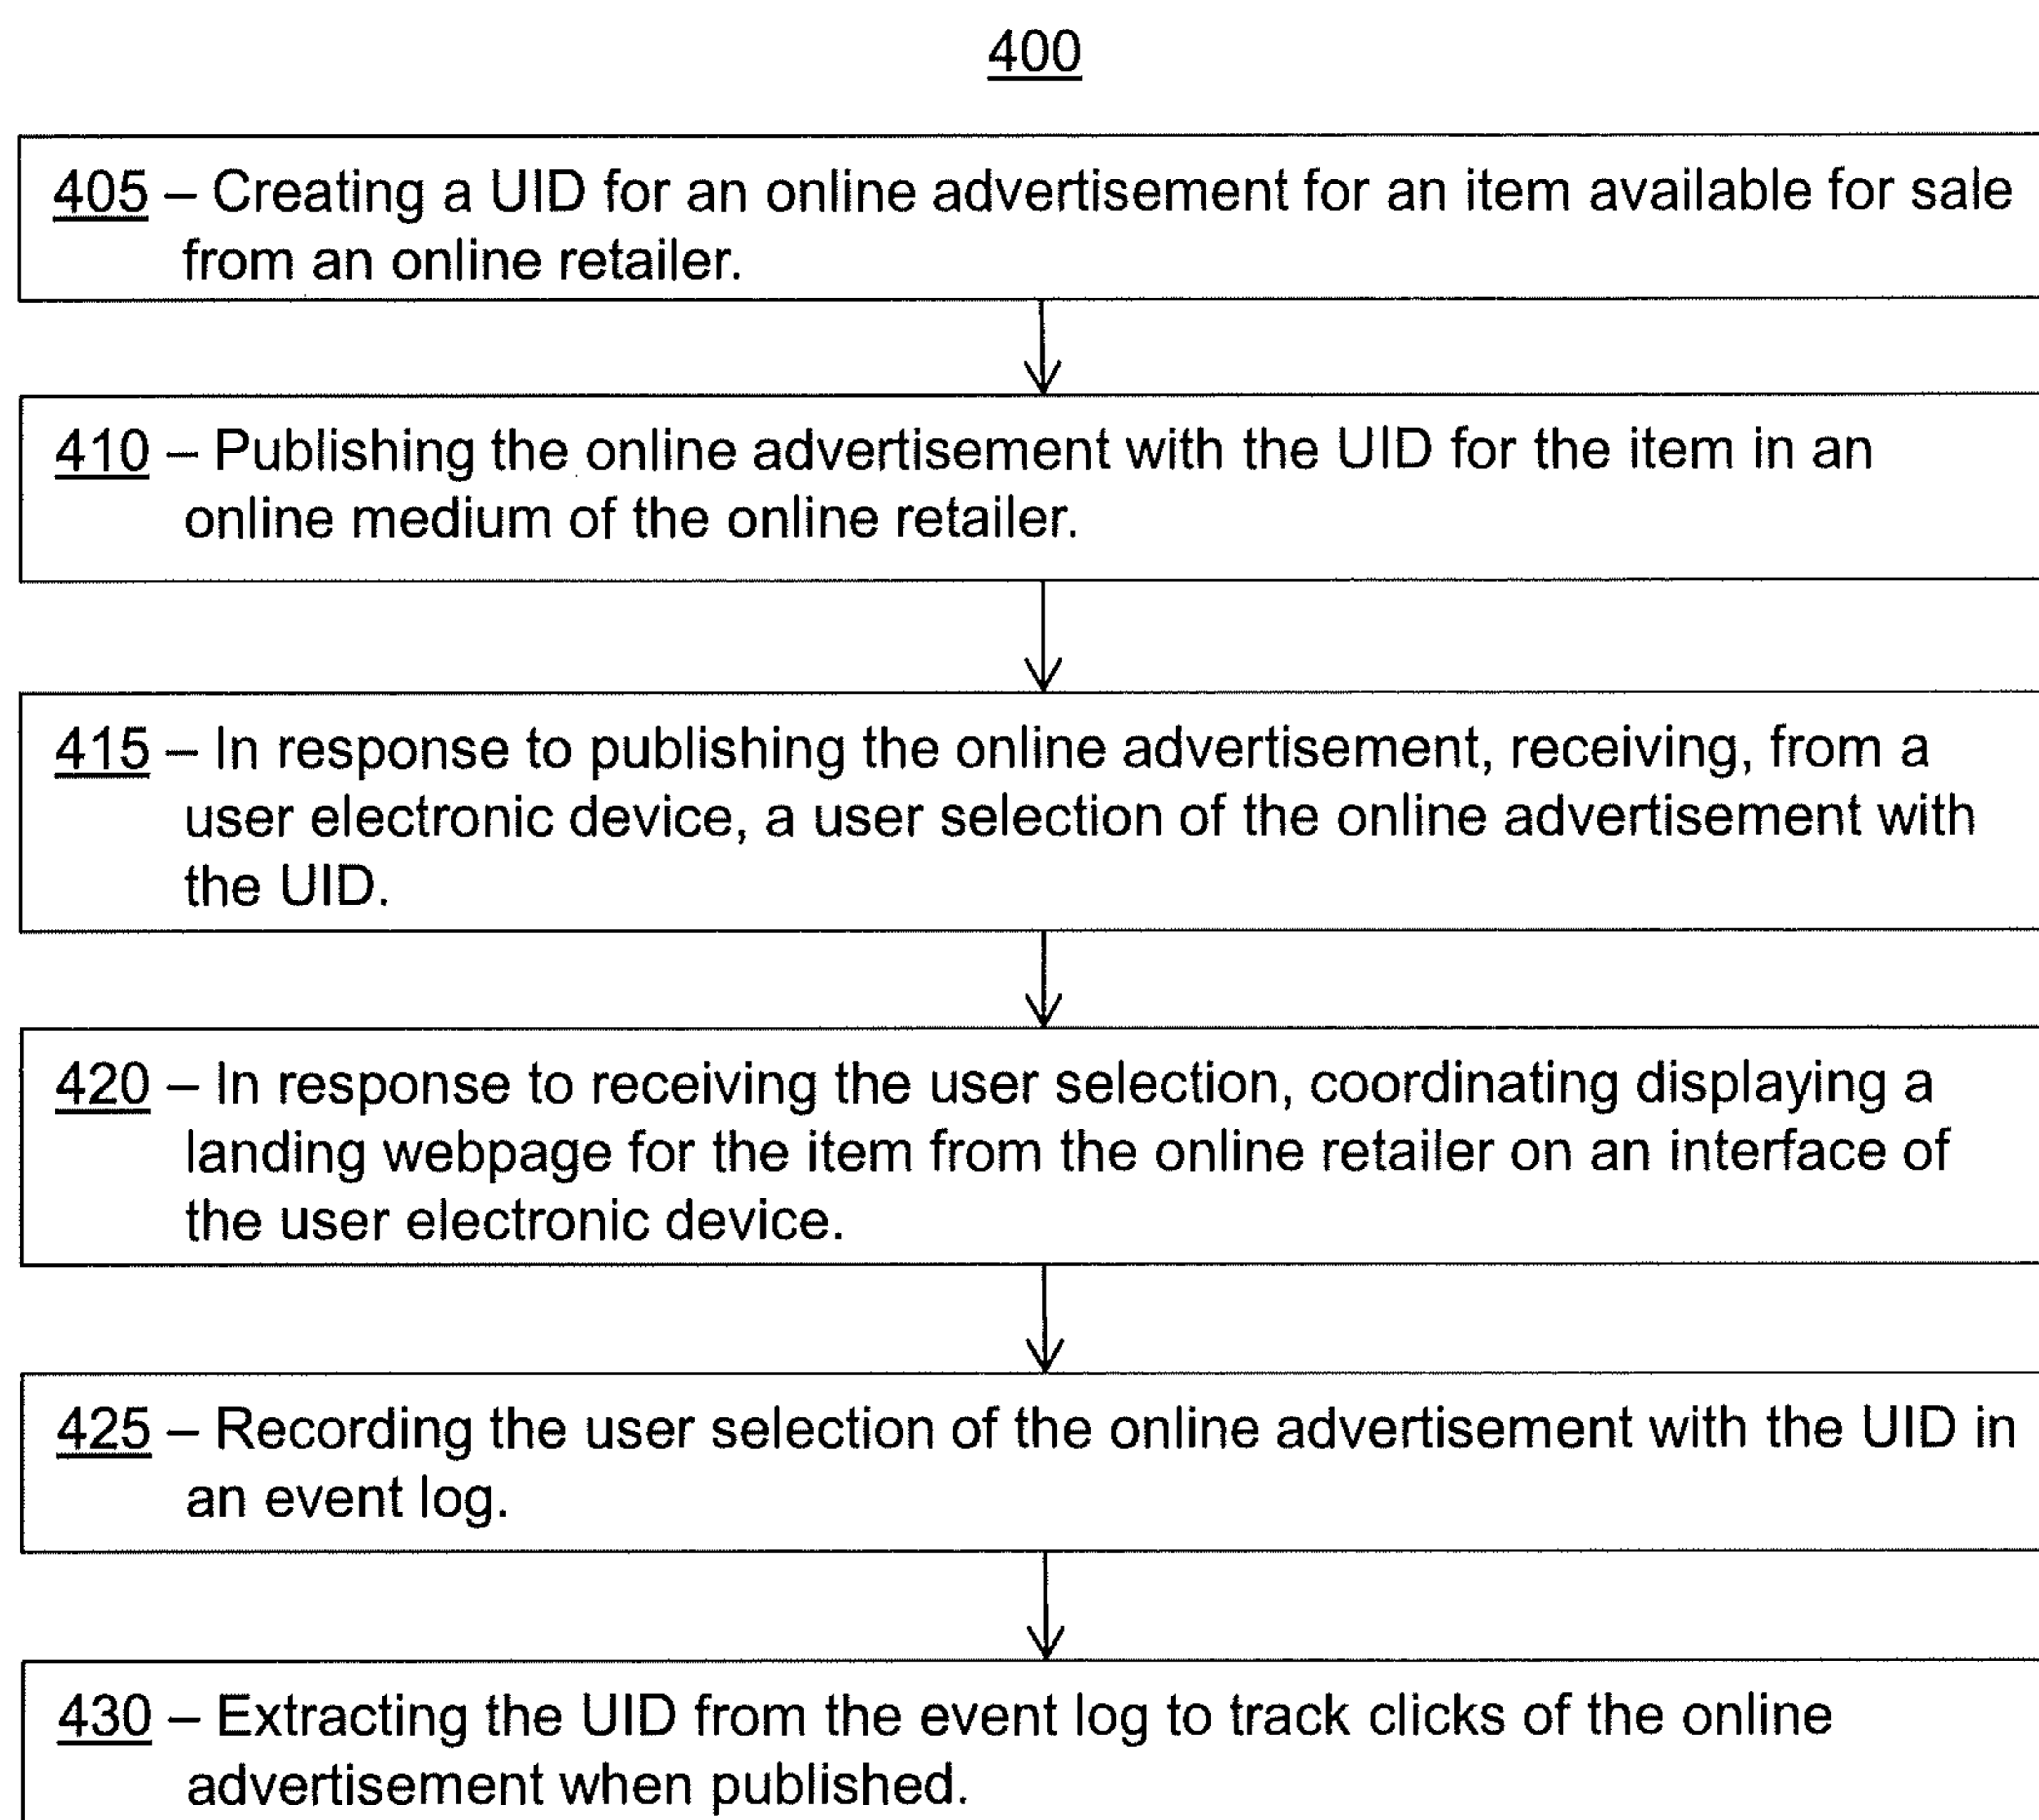 400
405 – Creating a UID for an online advertisement for an item available for sale
from an online retailer.
410 – Publishing the online advertisement with the UID for the item in an
online medium of the online retailer.
415 – In response to publishing the online advertisement, receiving, from a
user electronic device, a user selection of the online advertisement with
the UID.
420 – In response to receiving the user selection, coordinating displaying a
landing webpage for the item from the online retailer on an interface of
the user electronic device.
425 – Recording the user selection of the online advertisement with the UID in
an event log.
430 – Extracting the UID from the event log to track clicks of the online
advertisement when published.